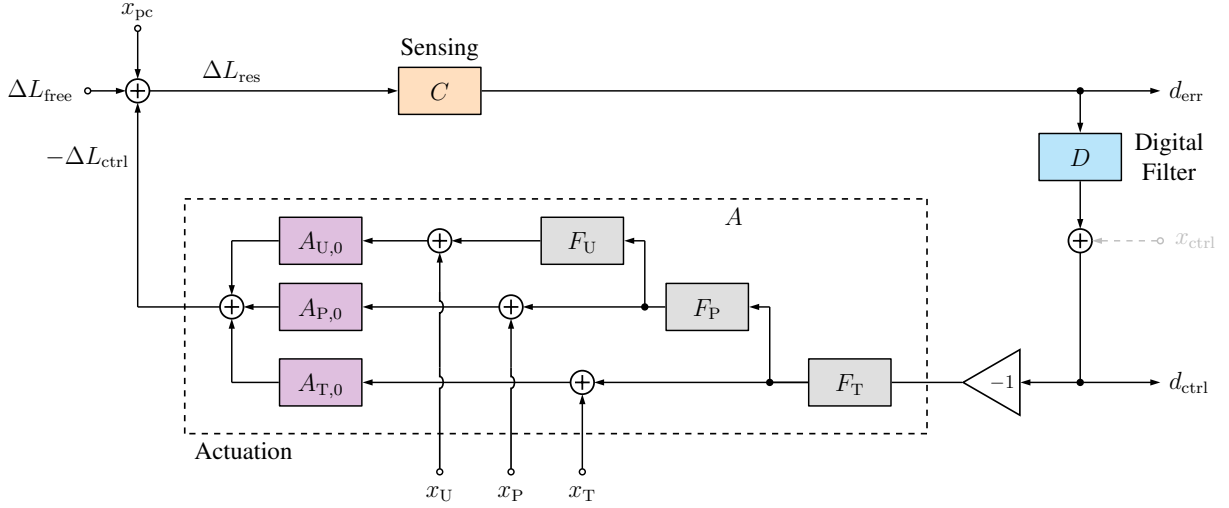 x_pc
Sensing
ΔL_free
ΔL_res
C
d_err
−ΔL_ctrl
D
Digital
Filter
A
A_U,0
F_U
x_ctrl
A_P,0
F_P
A_T,0
F_T
−1
d_ctrl
Actuation
x_U
x_P
x_T